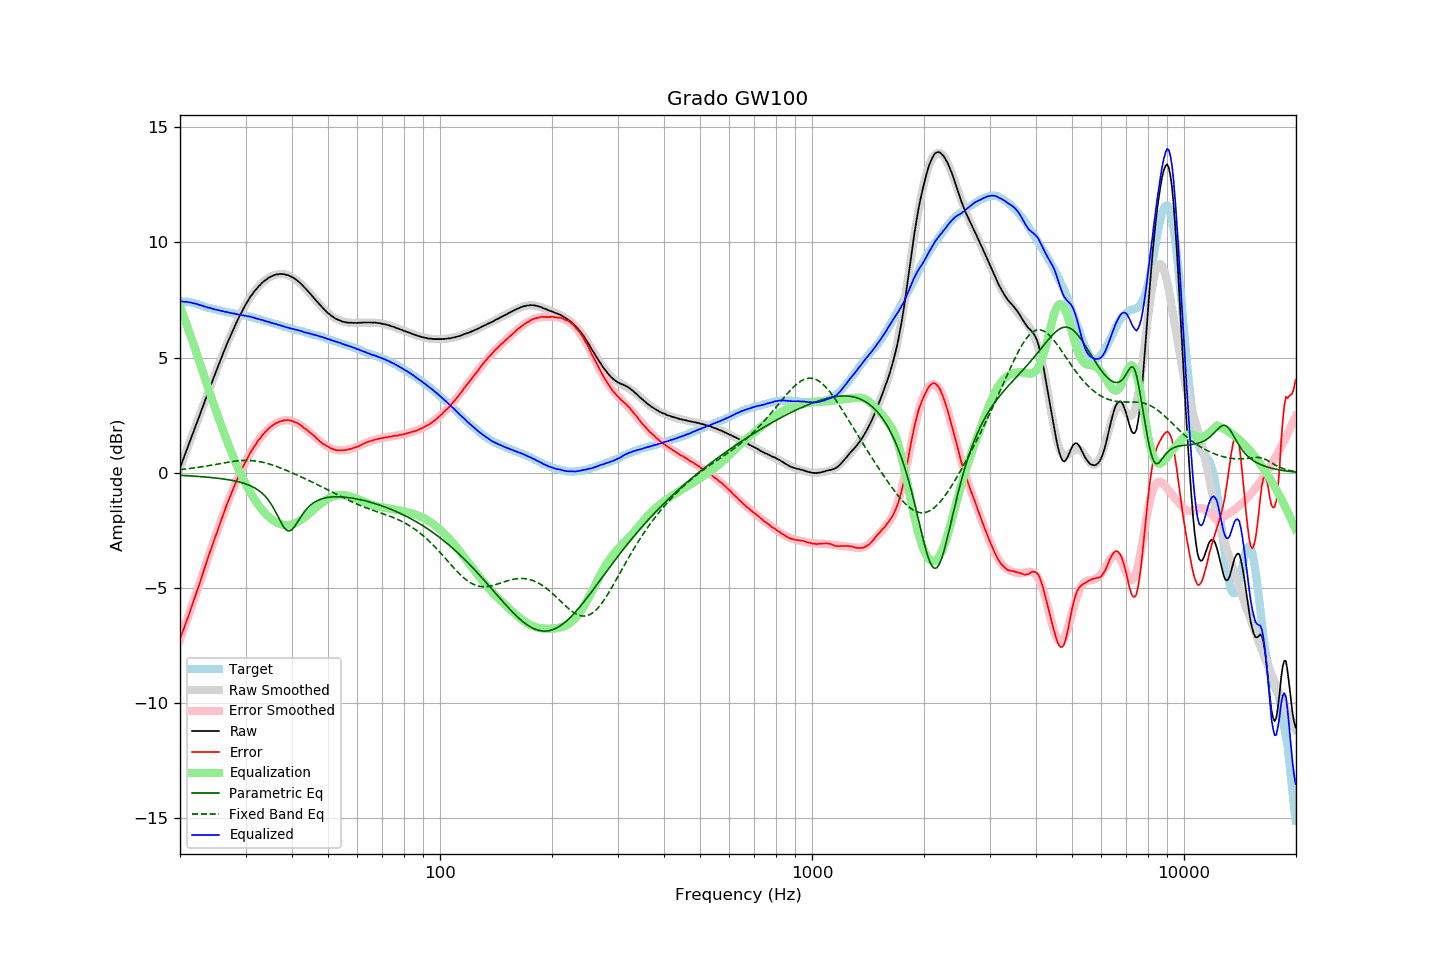 Grado GW100
Amplitude (dBr)
15
10
5
0
−5
−10
−15
Target
Raw Smoothed
Error Smoothed
Raw
Error
Equalization
Parametric Eq
Fixed Band Eq
Equalized
100
1000
10000
Frequency (Hz)